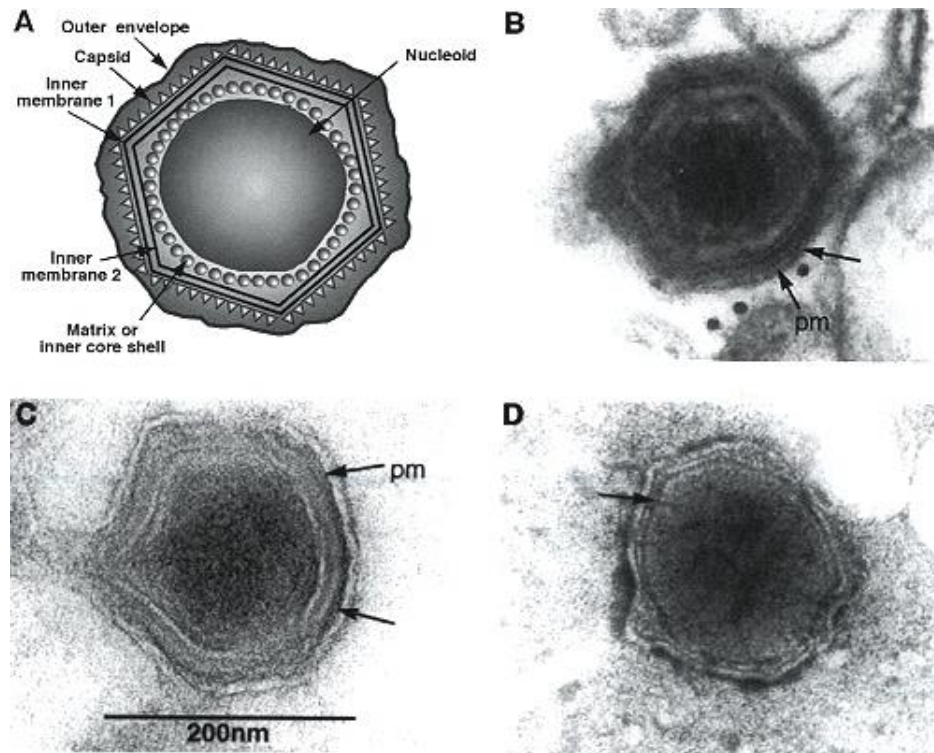 A
Outer envelope
Capsid
Inner
membrane 1
Nucleoid
Inner
membrane 2
Matrix or
inner core shell
B
pm
C
pm
200nm
D